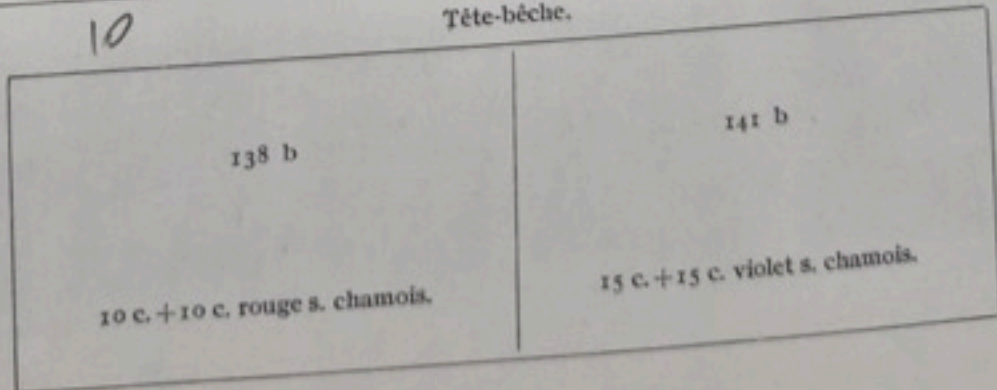 10
Tête-bêche.
138 b
141 b
10 c. + 10 c. rouge s. chamois.
15 c. + 15 c. violet s. chamois.